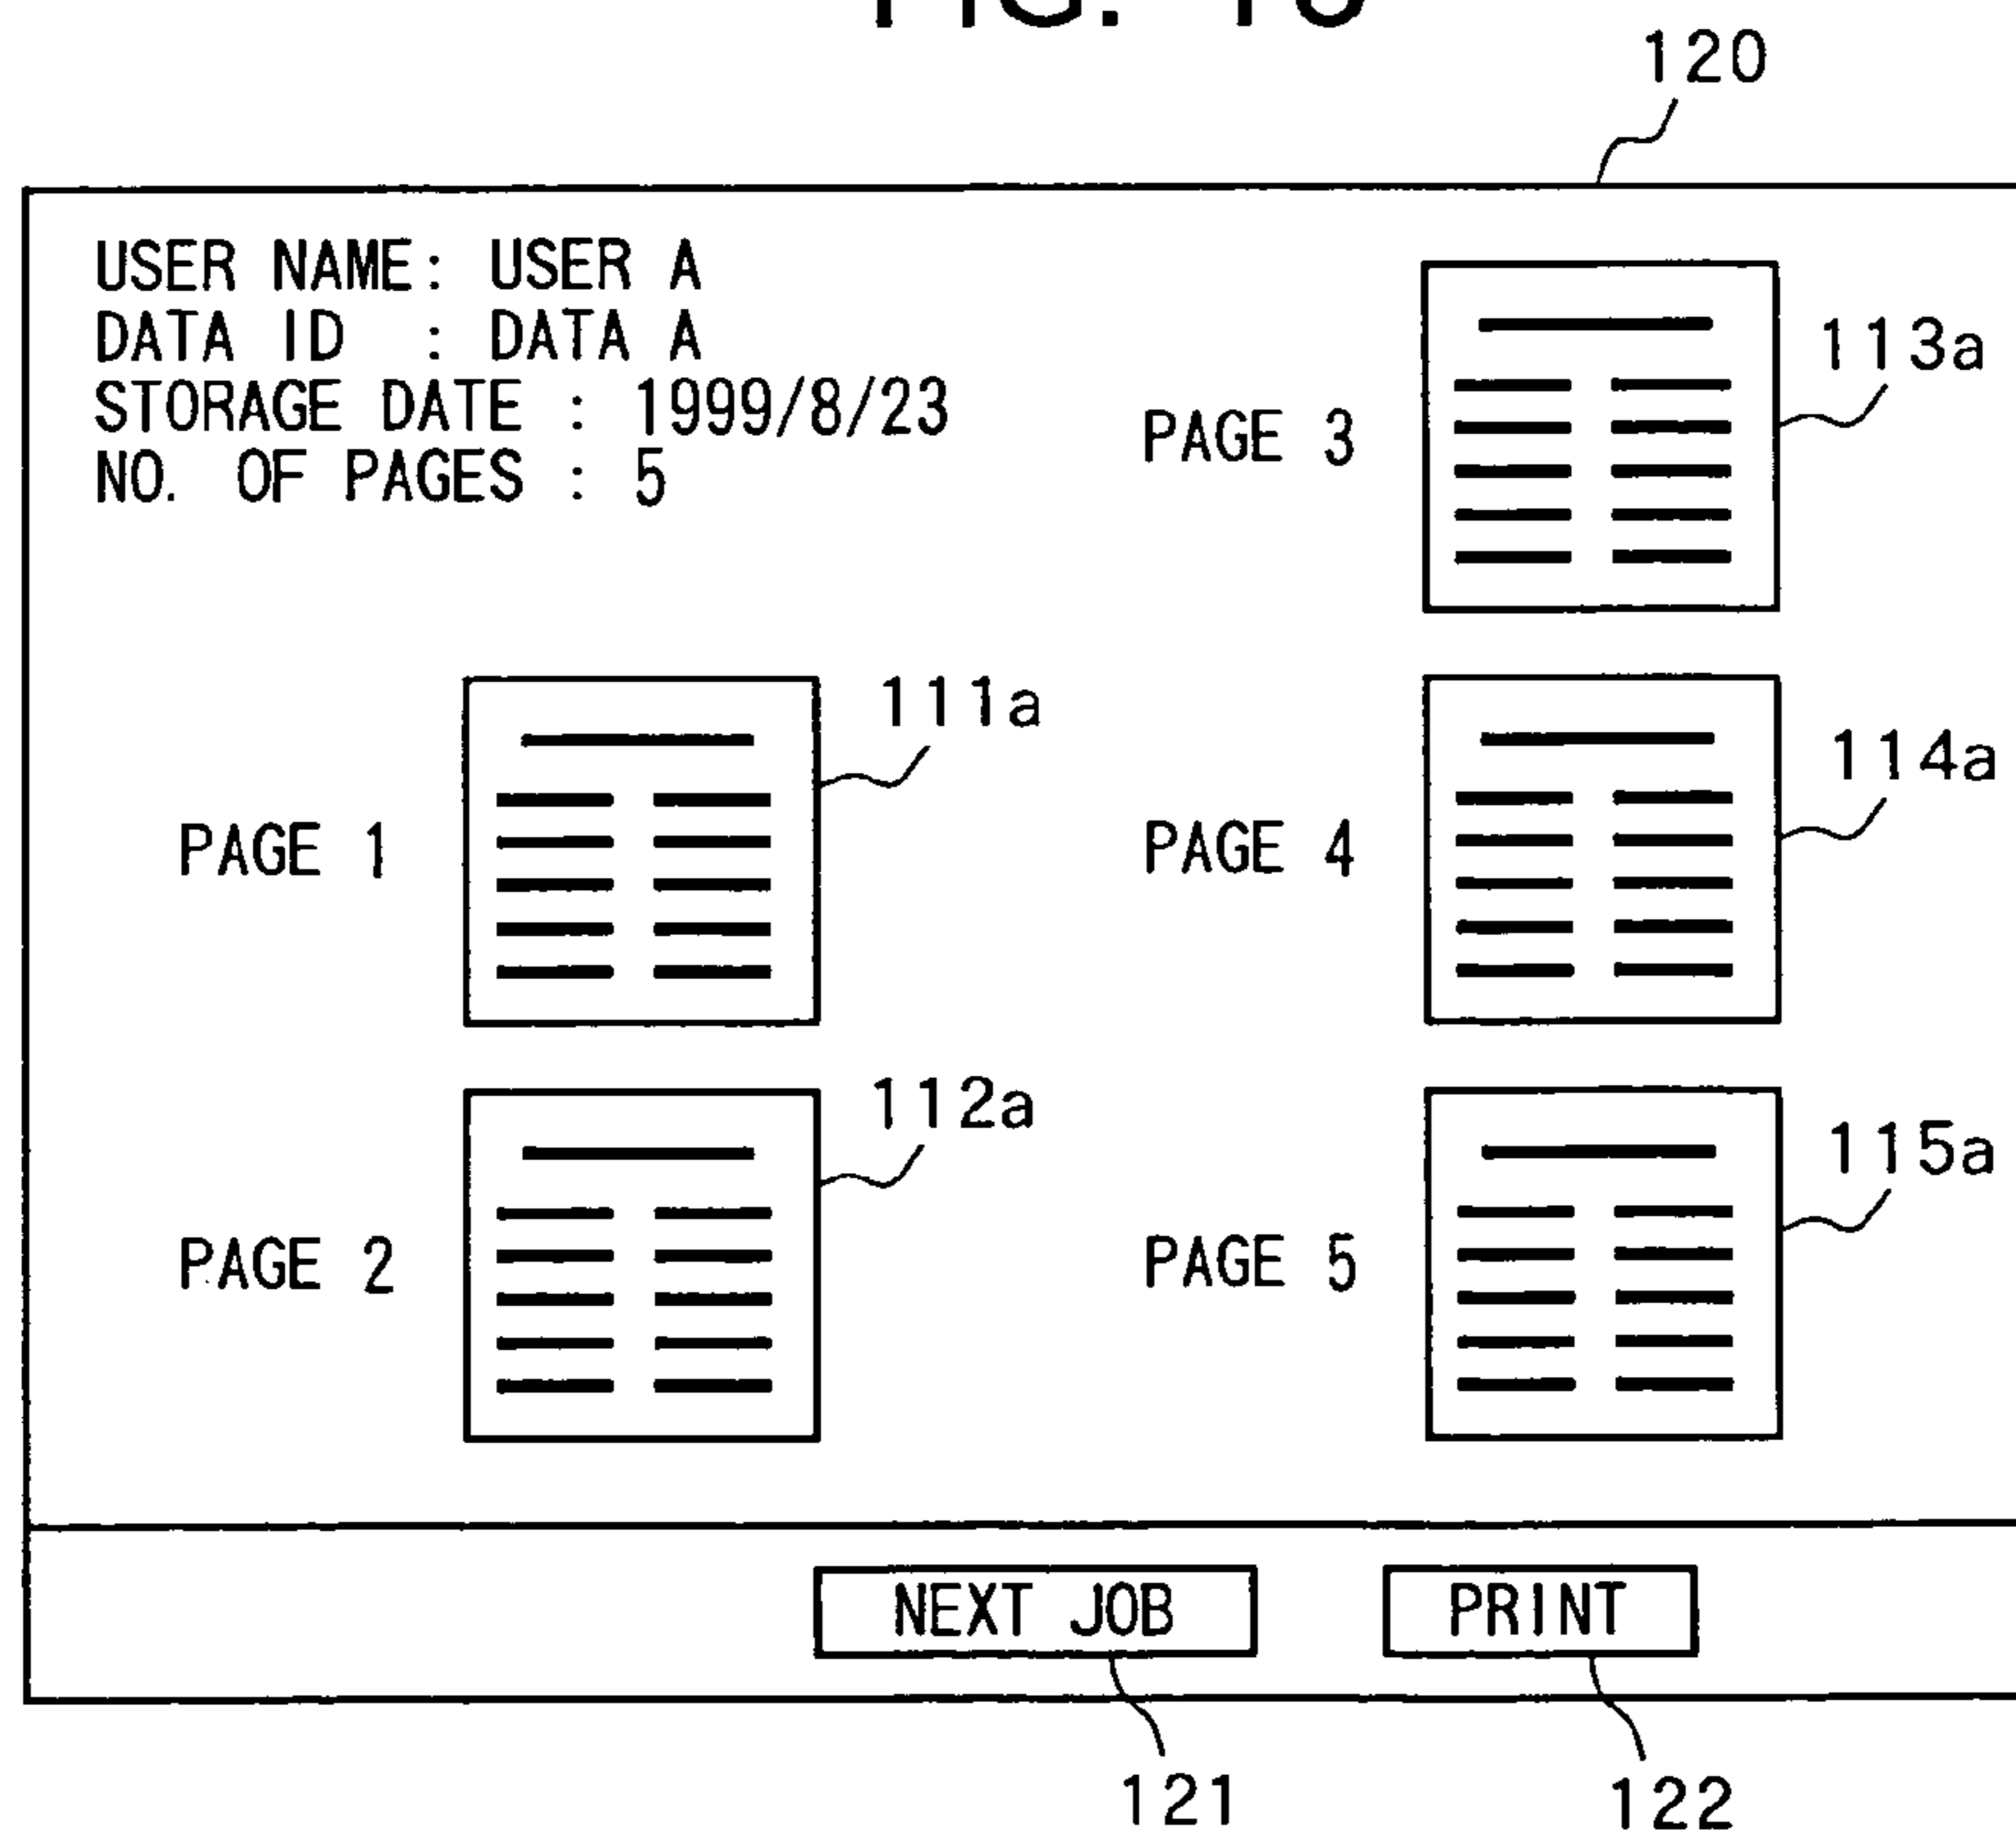 FIG.
120
USER NAME: USER A
DATA ID : DATA A
STORAGE DATE : 1999/8/23
NO. OF PAGES : 5
PAGE 1
111a
PAGE 2
112a
PAGE 3
113a
PAGE 4
114a
PAGE 5
115a
NEXT JOB
PRINT
121
122